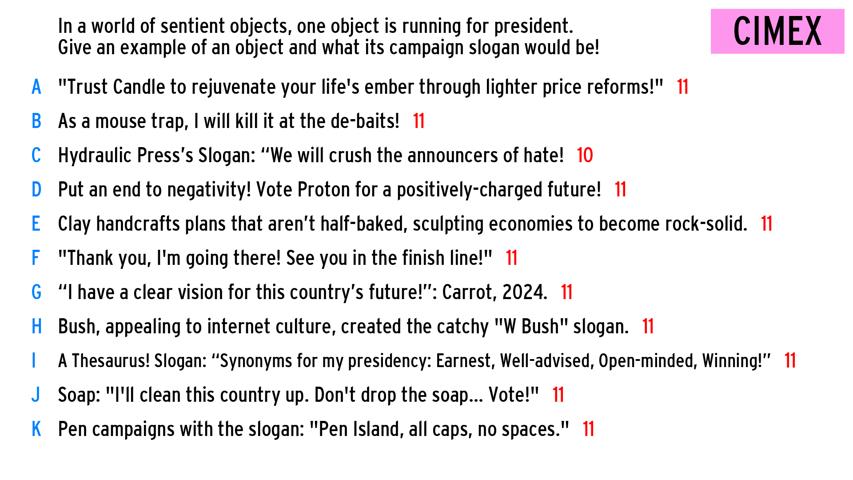 In a world of sentient objects, one object is running for president.
Give an example of an object and what its campaign slogan would be!
CIMEX
A "Trust Candle to rejuvenate your life's ember through lighter price reforms!" 11
B As a mouse trap, I will kill it at the de-baits! 11
C Hydraulic Press’s Slogan: “We will crush the announcers of hate! 10
D Put an end to negativity! Vote Proton for a positively-charged future! 11
E Clay handcrafts plans that aren’t half-baked, sculpting economies to become rock-solid. 11
F "Thank you, I'm going there! See you in the finish line!" 11
G “I have a clear vision for this country’s future!”: Carrot, 2024. 11
H Bush, appealing to internet culture, created the catchy "W Bush" slogan. 11
I A Thesaurus! Slogan: “Synonyms for my presidency: Earnest, Well-advised, Open-minded, Winning!” 11
J Soap: "I'll clean this country up. Don't drop the soap... Vote!" 11
K Pen campaigns with the slogan: "Pen Island, all caps, no spaces." 11